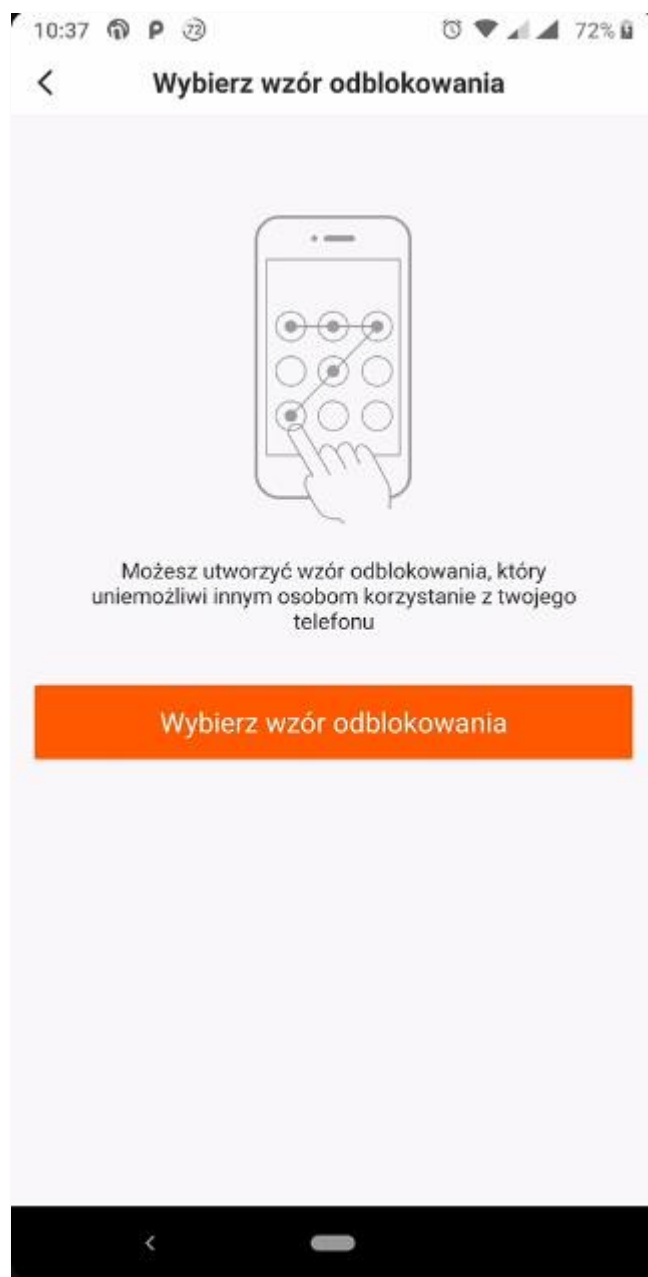 10:37 P 72 72%
Wybierz wzór odblokowania
Możesz utworzyć wzór odblokowania, który
uniemożliwi innym osobom korzystanie z twojego
telefonu
Wybierz wzór odblokowania